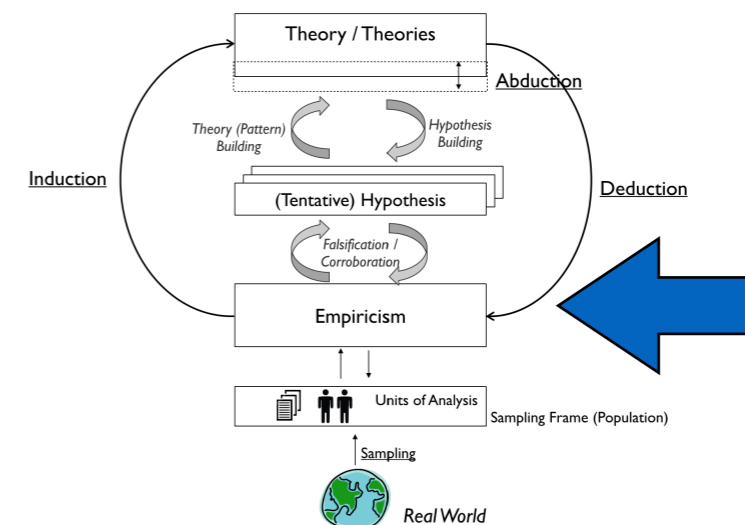 Theory / Theories
Abduction
Theory (Pattern)
Building
Hypothesis
Building
Induction
Deduction
(Tentative) Hypothesis
Falsification /
Corroboration
Empiricism
Units of Analysis
Sampling Frame (Population)
Sampling
Real World